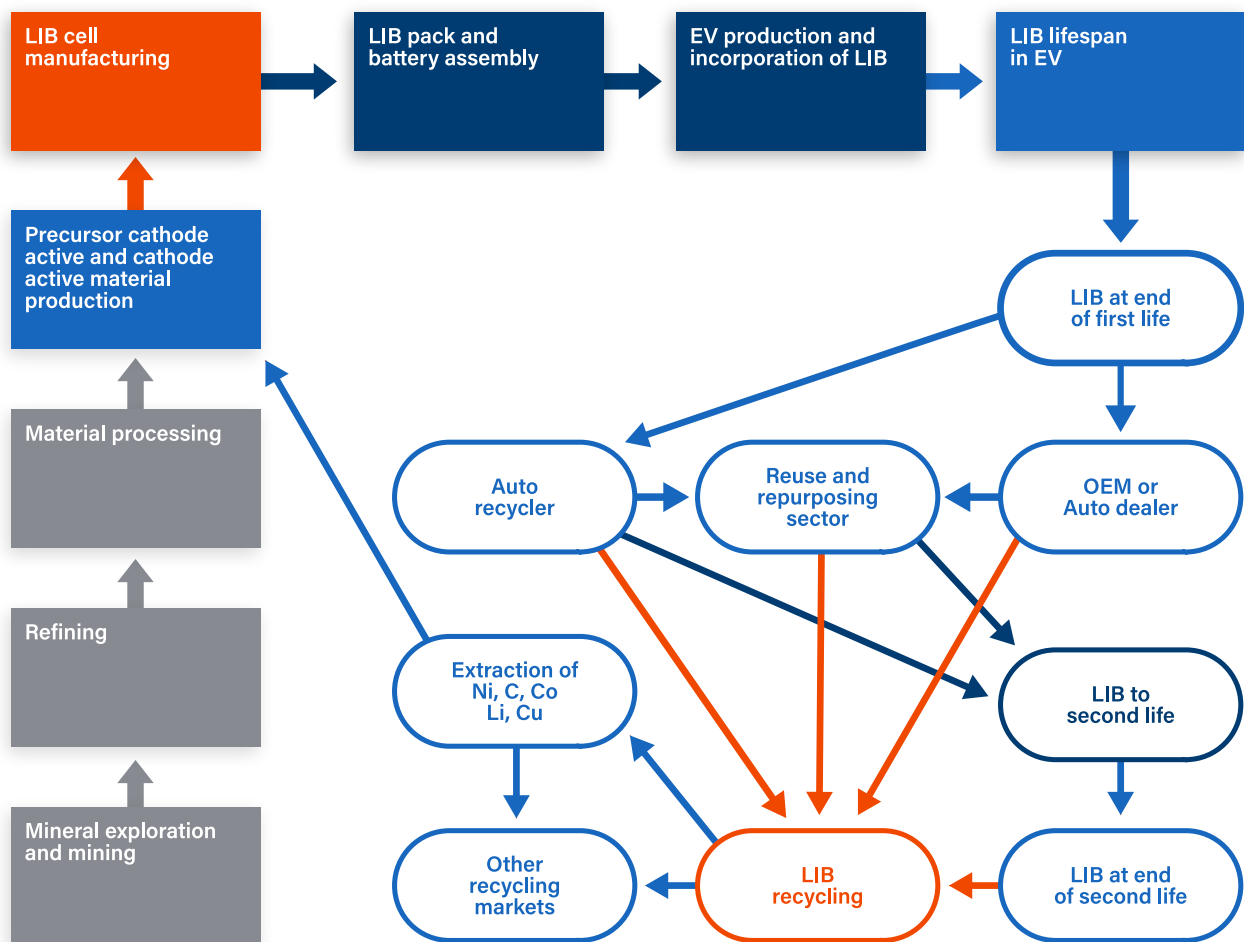 LIB cell
manufacturing
LIB pack and
battery assembly
EV production and
incorporation of LIB
LIB lifespan
in EV
Precursor cathode
active and cathode
active material
production
LIB at end
of first life
Material processing
Auto
recycler
Reuse and
repurposing
sector
OEM or
Auto dealer
Refining
Extraction of
Ni, C, Co
Li, Cu
LIB to
second life
Mineral exploration
and mining
Other
recycling
markets
LIB
recycling
LIB at end
of second life